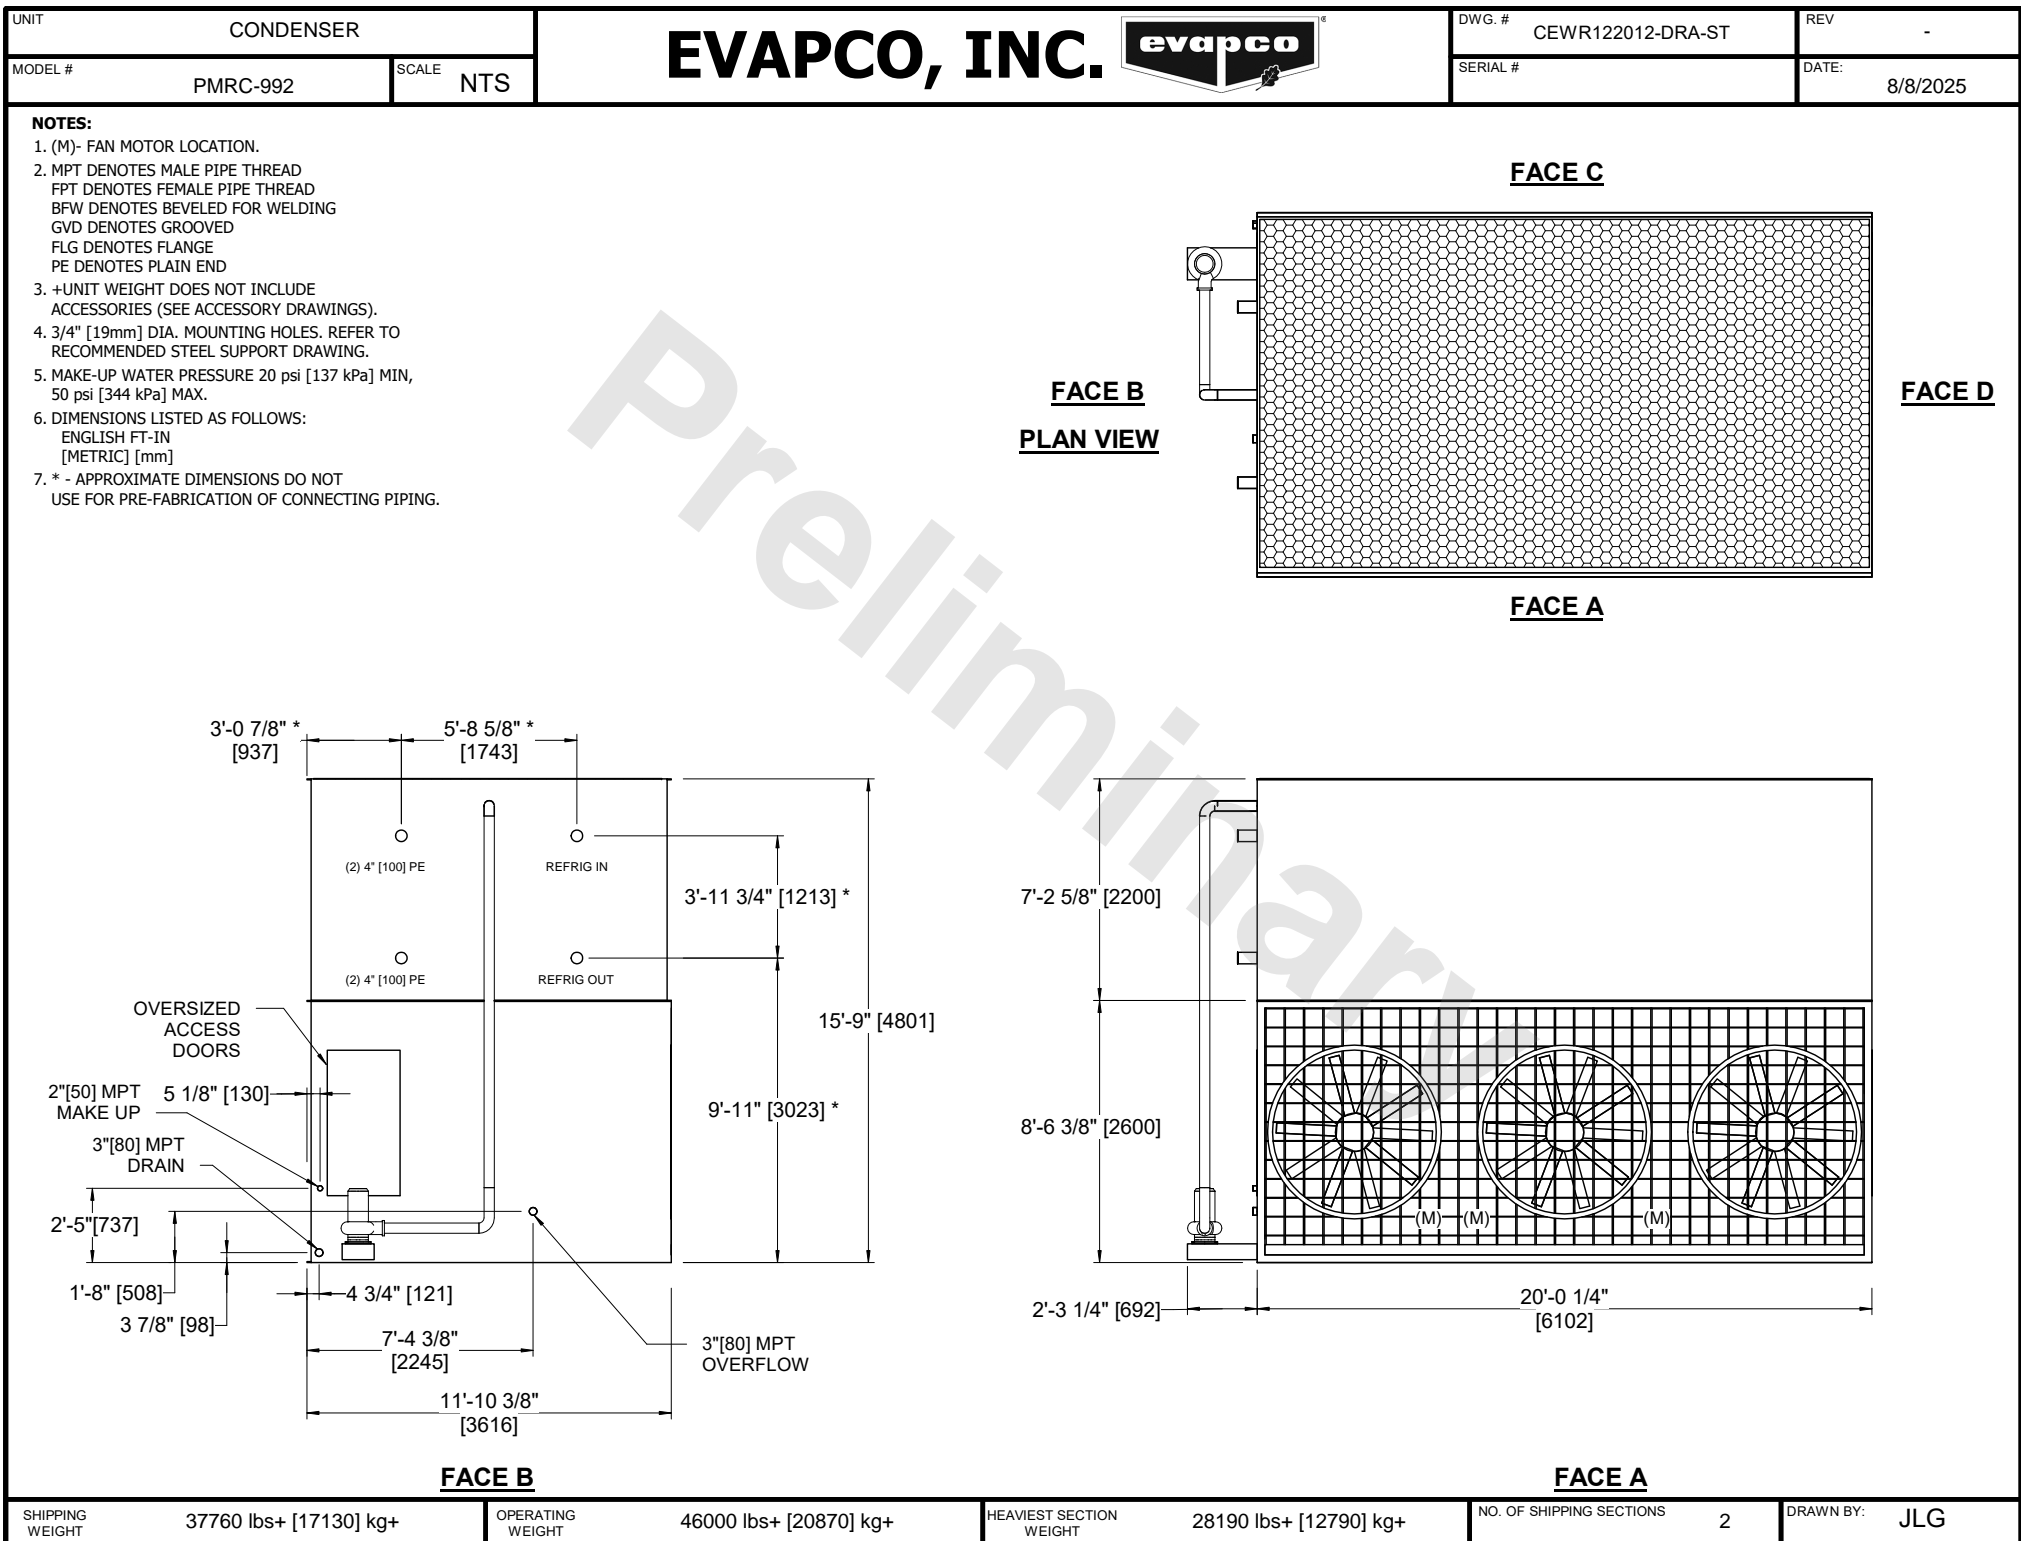 UNIT
CONDENSER
MODEL #
PMRC-992
SCALE
NTS
EVAPCO, INC.
evapco
®
DWG. #
CEWR122012-DRA-ST
REV
-
SERIAL #
DATE:
8/8/2025
NOTES:
1. (M)- FAN MOTOR LOCATION.
2. MPT DENOTES MALE PIPE THREAD
FPT DENOTES FEMALE PIPE THREAD
BFW DENOTES BEVELED FOR WELDING
GVD DENOTES GROOVED
FLG DENOTES FLANGE
PE DENOTES PLAIN END
3. +UNIT WEIGHT DOES NOT INCLUDE
ACCESSORIES (SEE ACCESSORY DRAWINGS).
4. 3/4" [19mm] DIA. MOUNTING HOLES. REFER TO
RECOMMENDED STEEL SUPPORT DRAWING.
5. MAKE-UP WATER PRESSURE 20 psi [137 kPa] MIN,
50 psi [344 kPa] MAX.
6. DIMENSIONS LISTED AS FOLLOWS:
ENGLISH FT-IN
[METRIC] [mm]
7. * - APPROXIMATE DIMENSIONS DO NOT
USE FOR PRE-FABRICATION OF CONNECTING PIPING.
Preliminary
FACE C
FACE B
PLAN VIEW
FACE D
FACE A
3'-0 7/8" *
[937]
5'-8 5/8" *
[1743]
(2) 4" [100] PE
REFRIG IN
3'-11 3/4" [1213] *
(2) 4" [100] PE
REFRIG OUT
OVERSIZED
ACCESS
DOORS
15'-9" [4801]
2"[50] MPT
MAKE UP
5 1/8" [130]
9'-11" [3023] *
3"[80] MPT
DRAIN
2'-5"[737]
1'-8" [508]
4 3/4" [121]
3 7/8" [98]
7'-4 3/8"
[2245]
3"[80] MPT
OVERFLOW
11'-10 3/8"
[3616]
FACE B
7'-2 5/8" [2200]
8'-6 3/8" [2600]
(M)
(M)
(M)
2'-3 1/4" [692]
20'-0 1/4"
[6102]
FACE A
SHIPPING
WEIGHT
37760 lbs+ [17130] kg+
OPERATING
WEIGHT
46000 lbs+ [20870] kg+
HEAVIEST SECTION
WEIGHT
28190 lbs+ [12790] kg+
NO. OF SHIPPING SECTIONS
2
DRAWN BY:
JLG